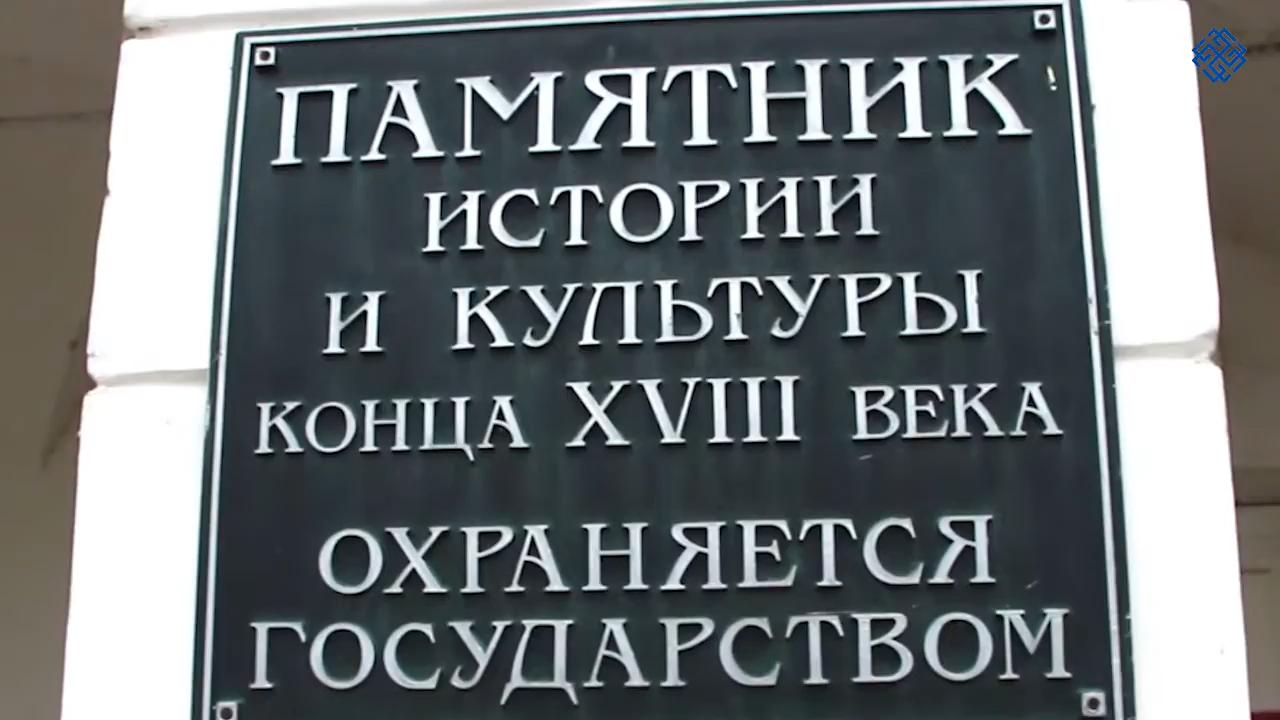 ПАМЯТНИК
ИСТОРИИ
И КУЛЬТУРЫ
КОНЦА XVIII ВЕКА
ОХРАНЯЕТСЯ
ГОСУДАРСТВОМ